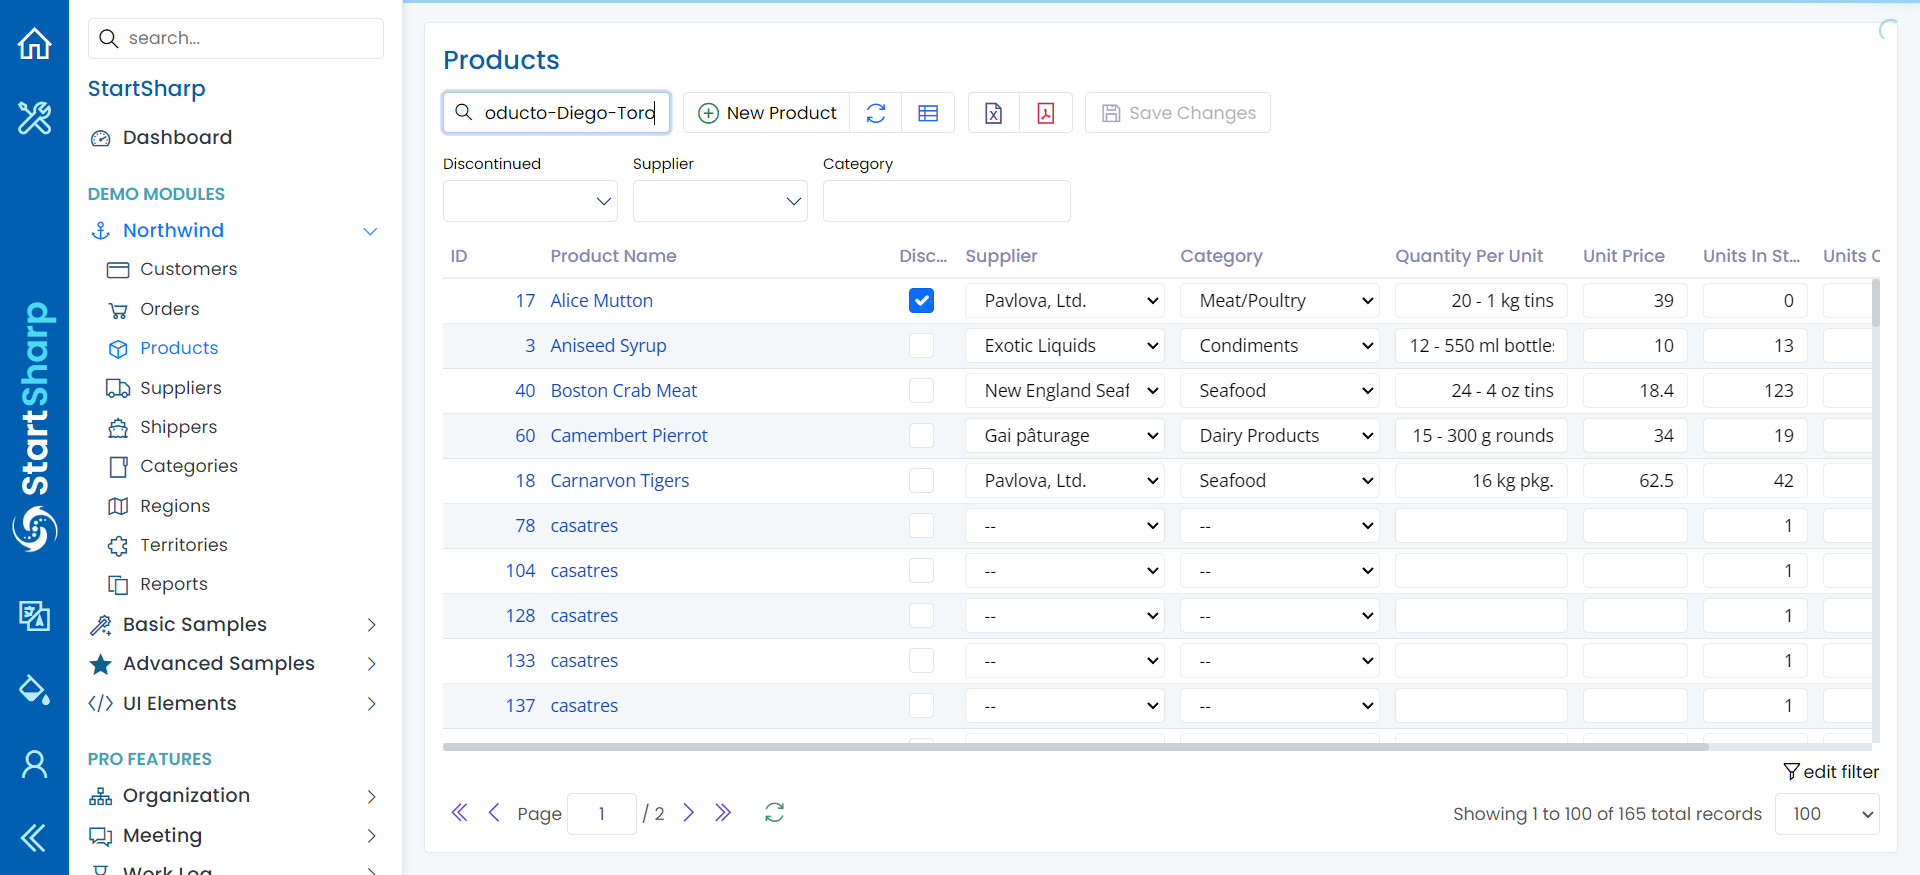 search...
StartSharp
Dashboard
DEMO MODULES
Northwind
Customers
Orders
Products
Suppliers
Shippers
Categories
Regions
Territories
Reports
Basic Samples
Advanced Samples
UI Elements
PRO FEATURES
Organization
Meeting
Work Log
StartSharp
Products
oducto-Diego-Toro
New Product
Save Changes
Discontinued Supplier Category
ID Product Name Disc... Supplier Category Quantity Per Unit Unit Price Units In St... Units
17 Alice Mutton Pavlova, Ltd. Meat/Poultry 20 - 1 kg tins 39 0
3 Aniseed Syrup Exotic Liquids Condiments 12 - 550 ml bottles 10 13
40 Boston Crab Meat New England Seaf Seafood 24 - 4 oz tins 18.4 123
60 Camembert Pierrot Gai pâturage Dairy Products 15 - 300 g rounds 34 19
18 Carnarvon Tigers Pavlova, Ltd. Seafood 16 kg pkg. 62.5 42
78 casatres -- -- 1
104 casatres -- -- 1
128 casatres -- -- 1
133 casatres -- -- 1
137 casatres -- -- 1
edit filter
Page 1 / 2
Showing 1 to 100 of 165 total records 100